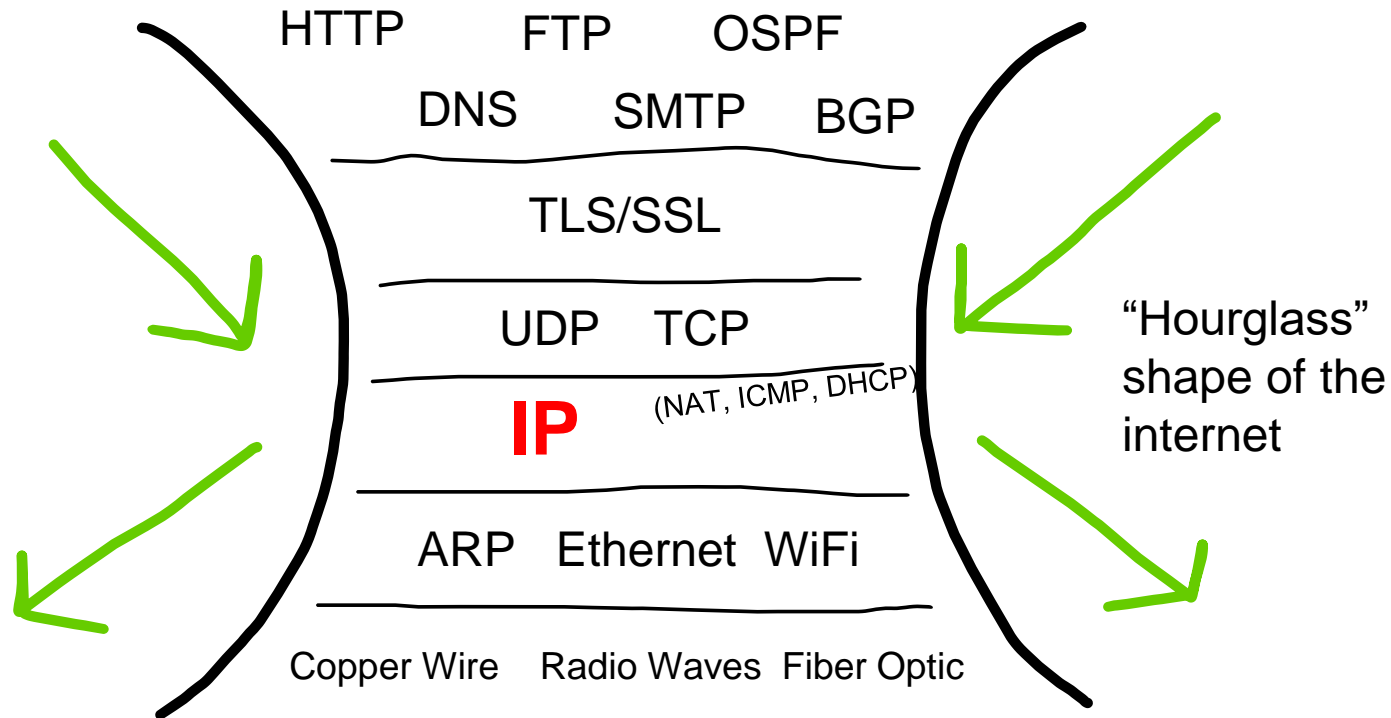 HTTP FTP OSPF
DNS SMTP BGP
TLS/SSL
UDP TCP
(NAT, ICMP, DHCP)
IP
ARP Ethernet WiFi
Copper Wire Radio Waves Fiber Optic
“Hourglass”
shape of the
internet